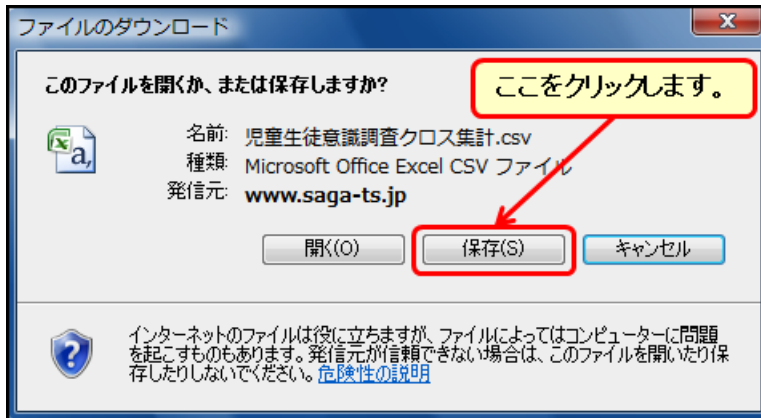 ファイルのダウンロード
このファイルを開くか、または保存しますか?
ここをクリックします。
名前: 児童生徒意識調査クロス集計.csv
種類: Microsoft Office Excel CSV ファイル
発信元: www.saga-ts.jp
開く(O) 保存(S) キャンセル
インターネットのファイルは役に立ちますが、ファイルによってはコンピューターに問題
を起こすものもあります。発信元が信頼できない場合は、このファイルを開いたり保
存したりしないでください。危険性の説明